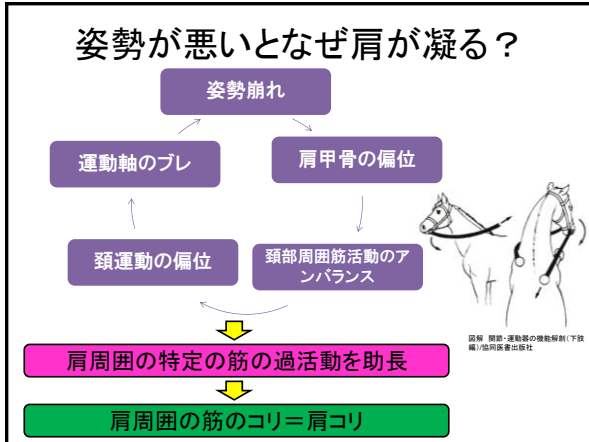 姿勢が悪いとなぜ肩が凝る？
姿勢崩れ
肩甲骨の偏位
頚部周囲筋活動のア
ンバランス
頚運動の偏位
運動軸のブレ
図解　関節・運動器の機能解剖（下肢
編）/協同医書出版社
肩周囲の特定の筋の過活動を助長
肩周囲の筋のコリ＝肩コリ